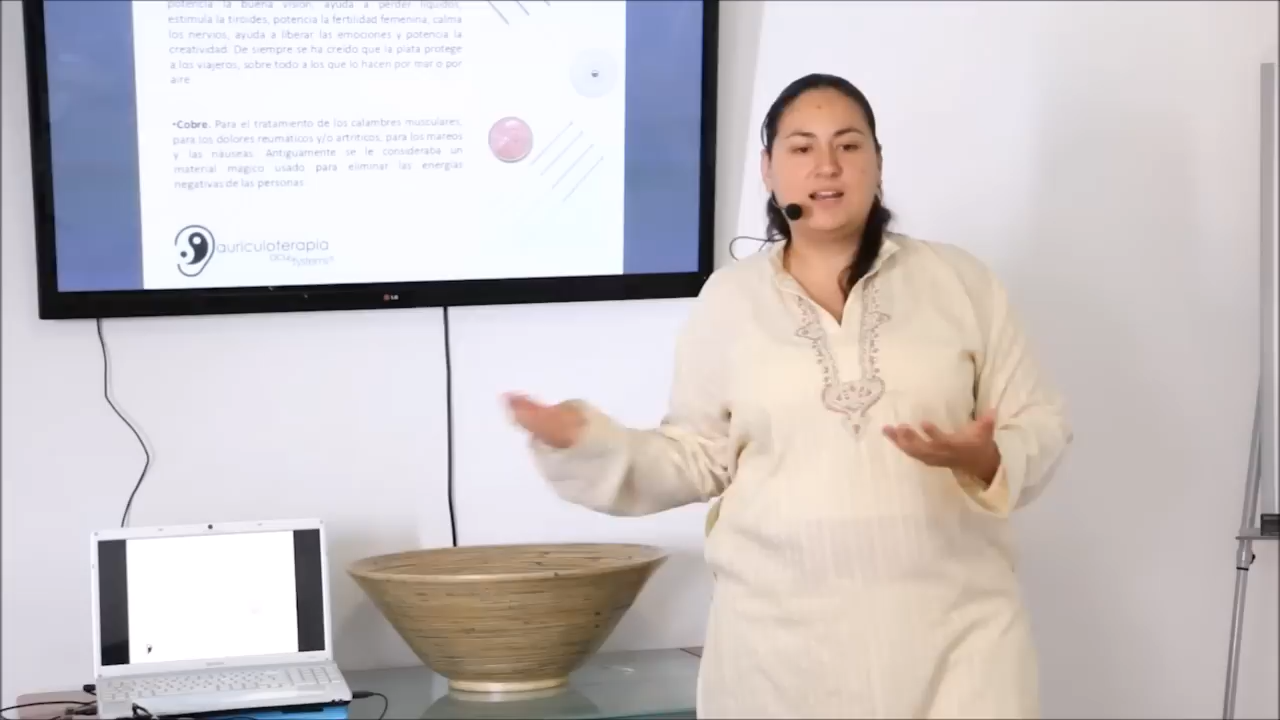 potencia la buena visión, ayuda a perder líquidos,
estimula la tiroides, potencia la fertilidad femenina, calma
los nervios, ayuda a liberar las emociones y potencia la
creatividad. De siempre se ha creído que la plata protege
a los viajeros, sobre todo a los que lo hacen por mar o por
aire.
•Cobre. Para el tratamiento de los calambres musculares,
para los dolores reumáticos y/o artríticos, para los mareos
y las náuseas. Antiguamente se le consideraba un
material mágico usado para eliminar las energías
negativas de las personas.
auriculoterapia
acusystems®
LG